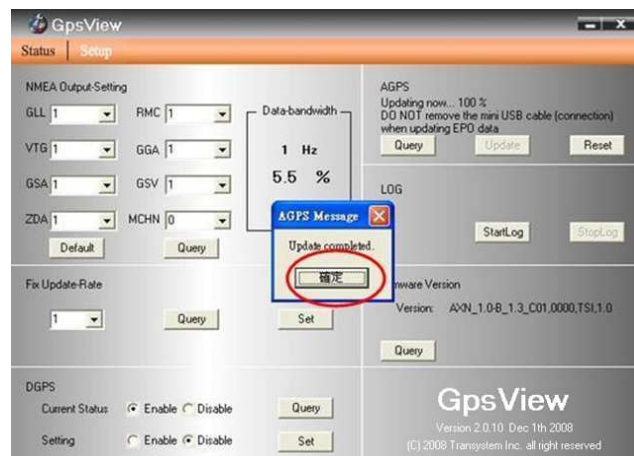 GpsView
Status | Setup
NMEA Output-Setting
GLL 1 RMC 1
VTG 1 GGA 1
GSA 1 GSV 1
ZDA 1 MCHN 0
Default Query
Data-bandwidth
1 Hz
5.5 %
AGPS
Updating now... 100 %
DO NOT remove the mini USB cable (connection)
when updating EPO data
Query Update Reset
LOG
StartLog StopLog
AGPS Message
Update completed.
確定
Fix Update-Rate
1 Query Set
mware Version
Version: AXN_1.0-B_1.3_C01,0000,TSI,1.0
Query
DGPS
Current Status Enable Disable Query
Setting Enable Disable Set
GpsView
Version 2.0.10 Dec 1th 2008
(C) 2008 Transystem Inc. all right reserved